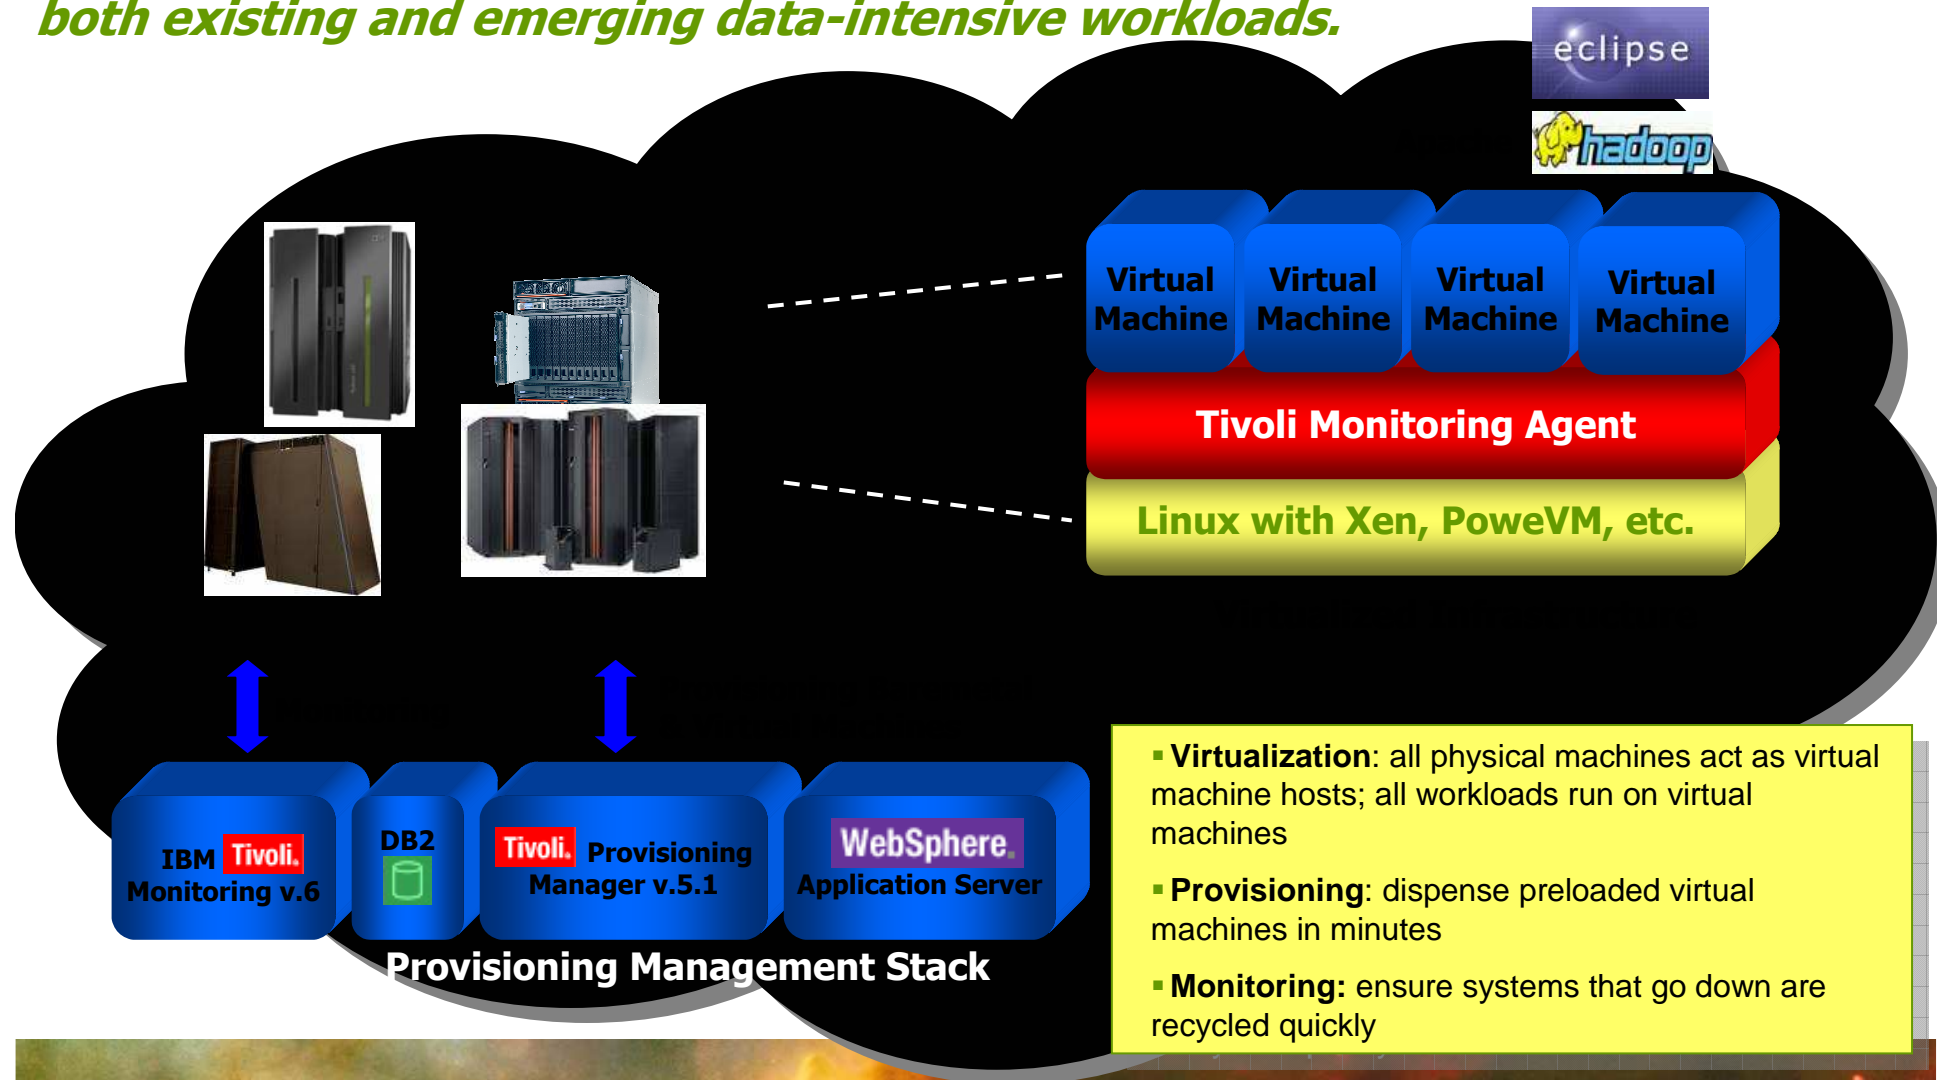 both existing and emerging data-intensive workloads.
eclipse
hadoop
Virtual
Machine
Virtual
Machine
Virtual
Machine
Virtual
Machine
Tivoli Monitoring Agent
Linux with Xen, PoweVM, etc.
IBM Tivoli.
Monitoring v.6
DB2
Tivoli. Provisioning
Manager v.5.1
WebSphere.
Application Server
Provisioning Management Stack
▪Virtualization: all physical machines act as virtual
machine hosts; all workloads run on virtual
machines
▪Provisioning: dispense preloaded virtual
machines in minutes
▪Monitoring: ensure systems that go down are
recycled quickly